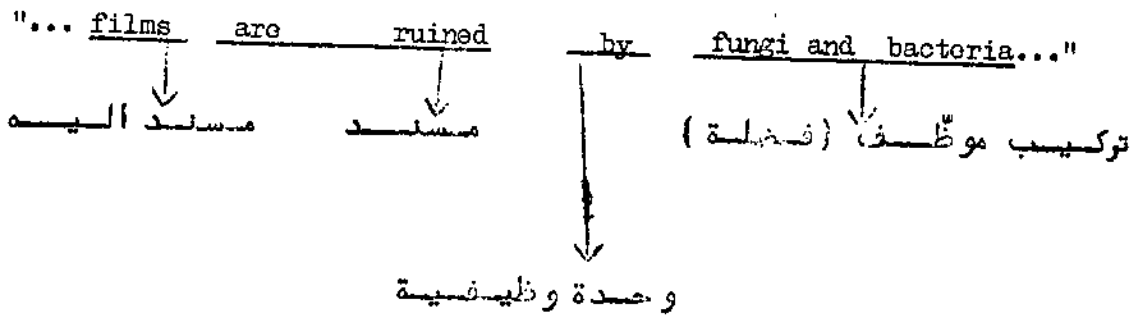 "... films are ruined by fungi and bacteria..."
مسند اليه مسند تركيب موظّف (فضلة)
وحدة وظيفية